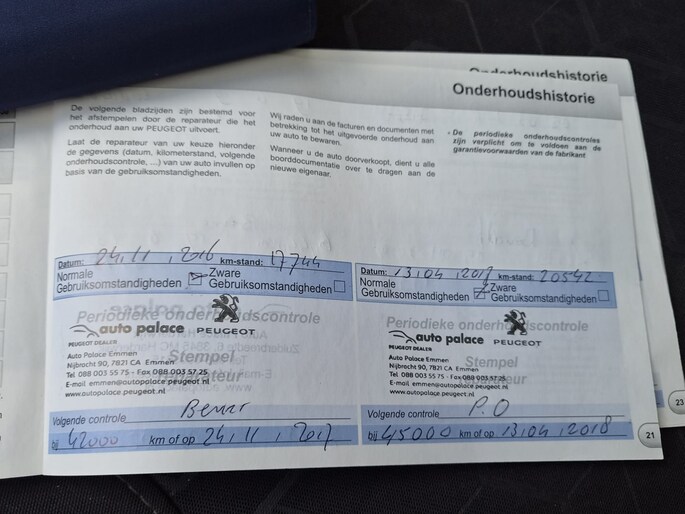 Onderhoudshistorie
Onderhoudshistorie
De volgende bladzijden zijn bestemd voor
het afstempelen door de reparateur die het
onderhoud aan uw PEUGEOT uitvoert.
Laat de reparateur van uw keuze hieronder
de gegevens (datum, kilometerstand, volgende
onderhoudscontrole, ...) van uw auto invullen op
basis van de gebruiksomstandigheden.
Wij raden u aan de facturen en documenten met
betrekking tot het uitgevoerde onderhoud aan
uw auto te bewaren.
Wanneer u de auto doorverkoopt, dient u alle
boorddocumentatie over te dragen aan de
nieuwe eigenaar.
De periodieke onderhoudscontroles
zijn verplicht om te voldoen aan de
garantievoorwaarden van de fabrikant
Datum: 24.11.2016 km-stand: 17744
Normale
Gebruiksomstandigheden
Zware
Gebruiksomstandigheden
Periodieke onderhoudscontrole
auto palace PEUGEOT
PEUGEOT DEALER
Auto Palace Emmen
Nijbracht 90, 7821 CA Emmen
Tel. 088 003 55 75 - Fax 088 003 57 25
E-mail emmen@autopalace.peugeot.nl
www.autopalace.peugeot.nl
Stempel
reparateur
Volgende controle
bij 42000 km of op 24.11.2017
Datum: 13.04.2017 km-stand: 20542
Normale
Gebruiksomstandigheden
Zware
Gebruiksomstandigheden
Periodieke onderhoudscontrole
auto palace PEUGEOT
PEUGEOT DEALER
Auto Palace Emmen
Nijbracht 90, 7821 CA Emmen
Tel. 088 003 55 75 - Fax 088 003 57 25
E-mail emmen@autopalace.peugeot.nl
www.autopalace.peugeot.nl
Stempel
reparateur
Volgende controle P.O
bij 45000 km of op 13.04.2018
21
23